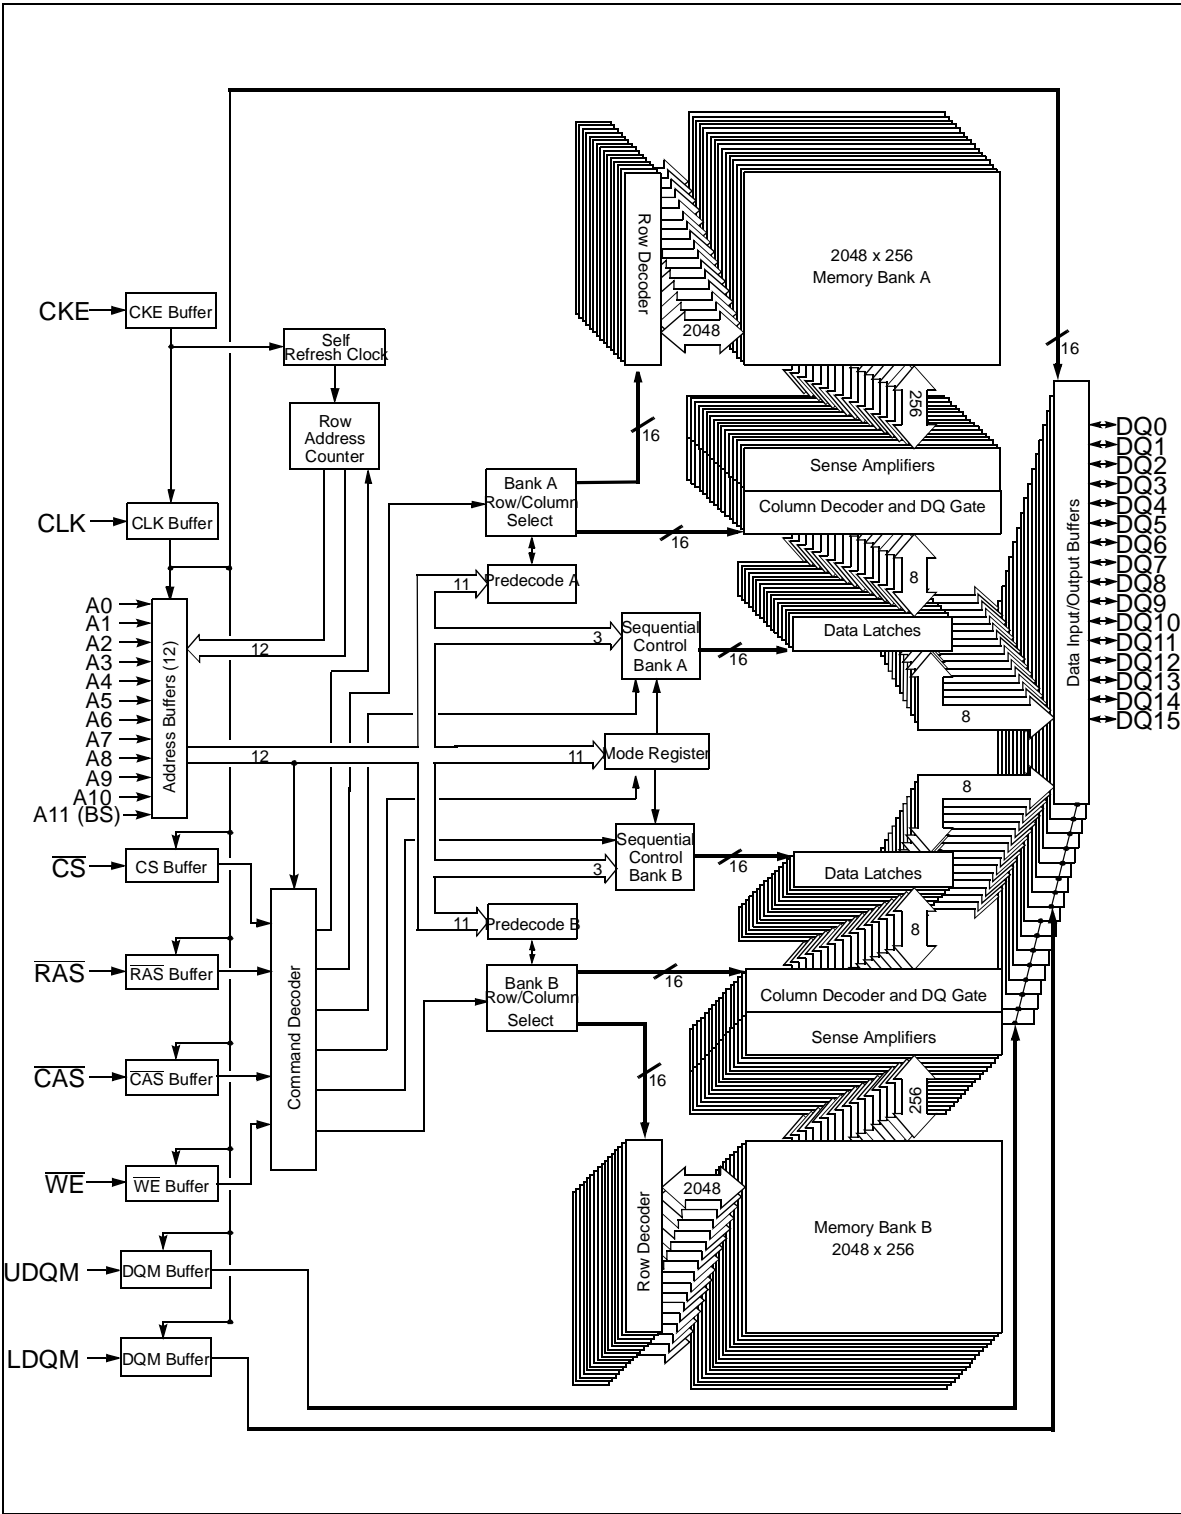 2048 x 256
Memory Bank A
Row Decoder
2048
16
CKE
CKE Buffer
Self
Refresh Clock
Row
Address
Counter
16
256
Sense Amplifiers
Column Decoder and DQ Gate
Bank A
Row/Column
Select
16
CLK
CLK Buffer
Predecode A
11
8
Data Latches
Sequential
Control
Bank A
3
16
12
A0
A1
A2
A3
A4
A5
A6
A7
A8
A9
A10
A11 (BS)
Address Buffers (12)
DQ0
DQ1
DQ2
DQ3
DQ4
DQ5
DQ6
DQ7
DQ8
DQ9
DQ10
DQ11
DQ12
DQ13
DQ14
DQ15
Data Input/Output Buffers
8
12
11
Mode Register
8
Sequential
Control
Bank B
3
16
Data Latches
CS
CS Buffer
11
Predecode B
8
RAS
RAS Buffer
Command Decoder
Bank B
Row/Column
Select
16
Column Decoder and DQ Gate
Sense Amplifiers
CAS
CAS Buffer
16
256
WE
WE Buffer
Row Decoder
2048
Memory Bank B
2048 x 256
UDQM
DQM Buffer
LDQM
DQM Buffer